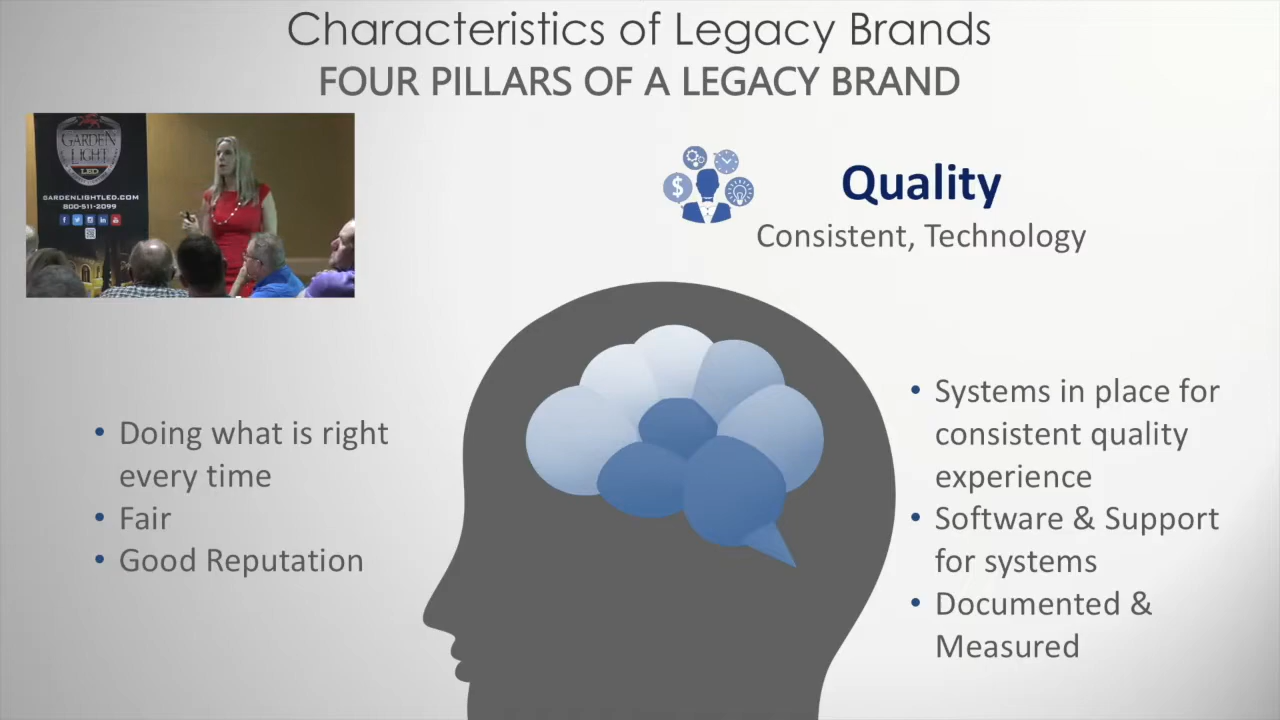 Characteristics of Legacy Brands
FOUR PILLARS OF A LEGACY BRAND
GARDEN
LIGHT
LED
GARDENLIGHTLED.COM
800-511-2099
Quality
Consistent, Technology
• Doing what is right
every time
• Fair
• Good Reputation
• Systems in place for
consistent quality
experience
• Software & Support
for systems
• Documented &
Measured